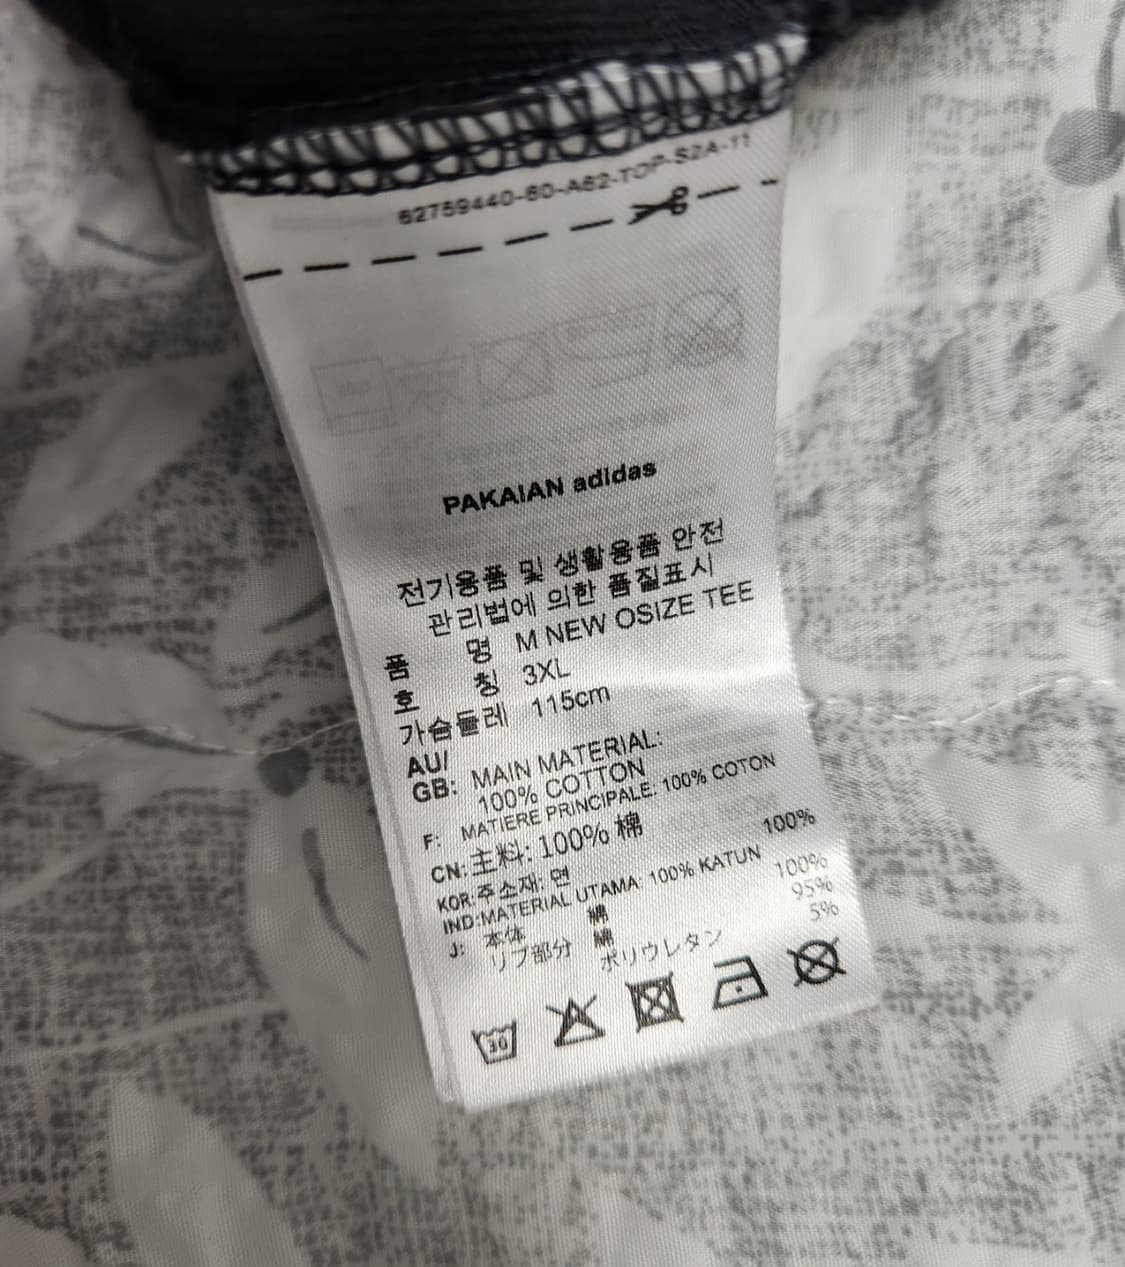 62759440-60-A62-TOP-S2A-11
PAKAIAN adidas
전기용품 및 생활용품 안전
관리법에 의한 품질표시
품 명 M NEW OSIZE TEE
호 칭 3XL
가슴둘레 115cm
AU/
GB: MAIN MATERIAL:
100% COTTON
F: MATIERE PRINCIPALE: 100% COTON
CN: 主料: 100% 棉
KOR: 주소재: 면 100%
IND: MATERIAL UTAMA: 100% KATUN
J: 本体 綿 100%
リブ部分 綿 95%
ポリウレタン 5%
30